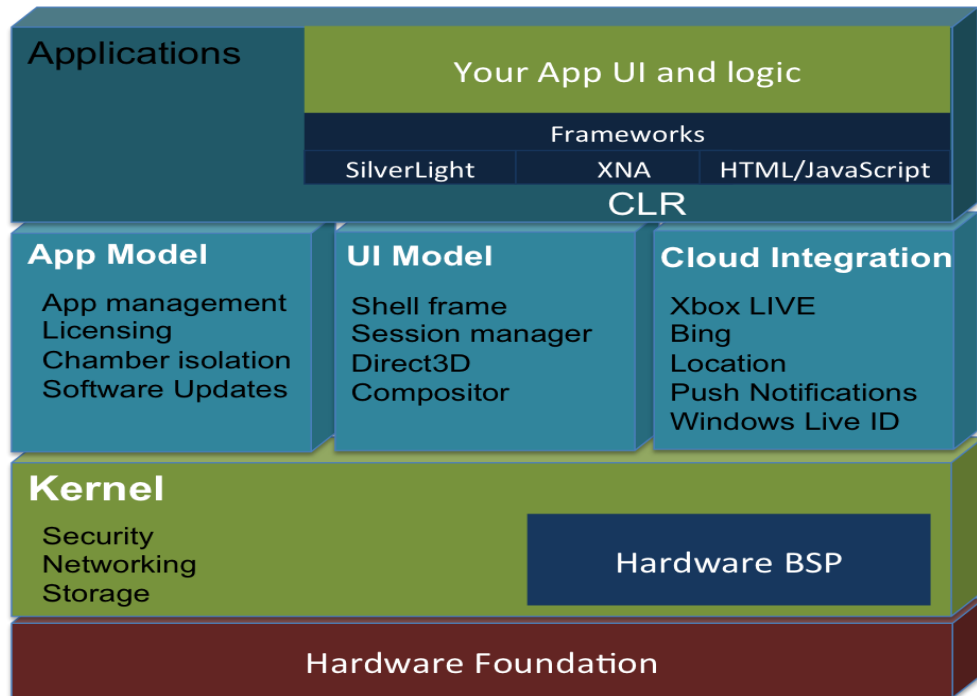 Applications
Your App UI and logic
Frameworks
SilverLight
XNA
HTML/JavaScript
CLR
App Model
App management
Licensing
Chamber isolation
Software Updates
UI Model
Shell frame
Session manager
Direct3D
Compositor
Cloud Integration
Xbox LIVE
Bing
Location
Push Notifications
Windows Live ID
Kernel
Security
Networking
Storage
Hardware BSP
Hardware Foundation